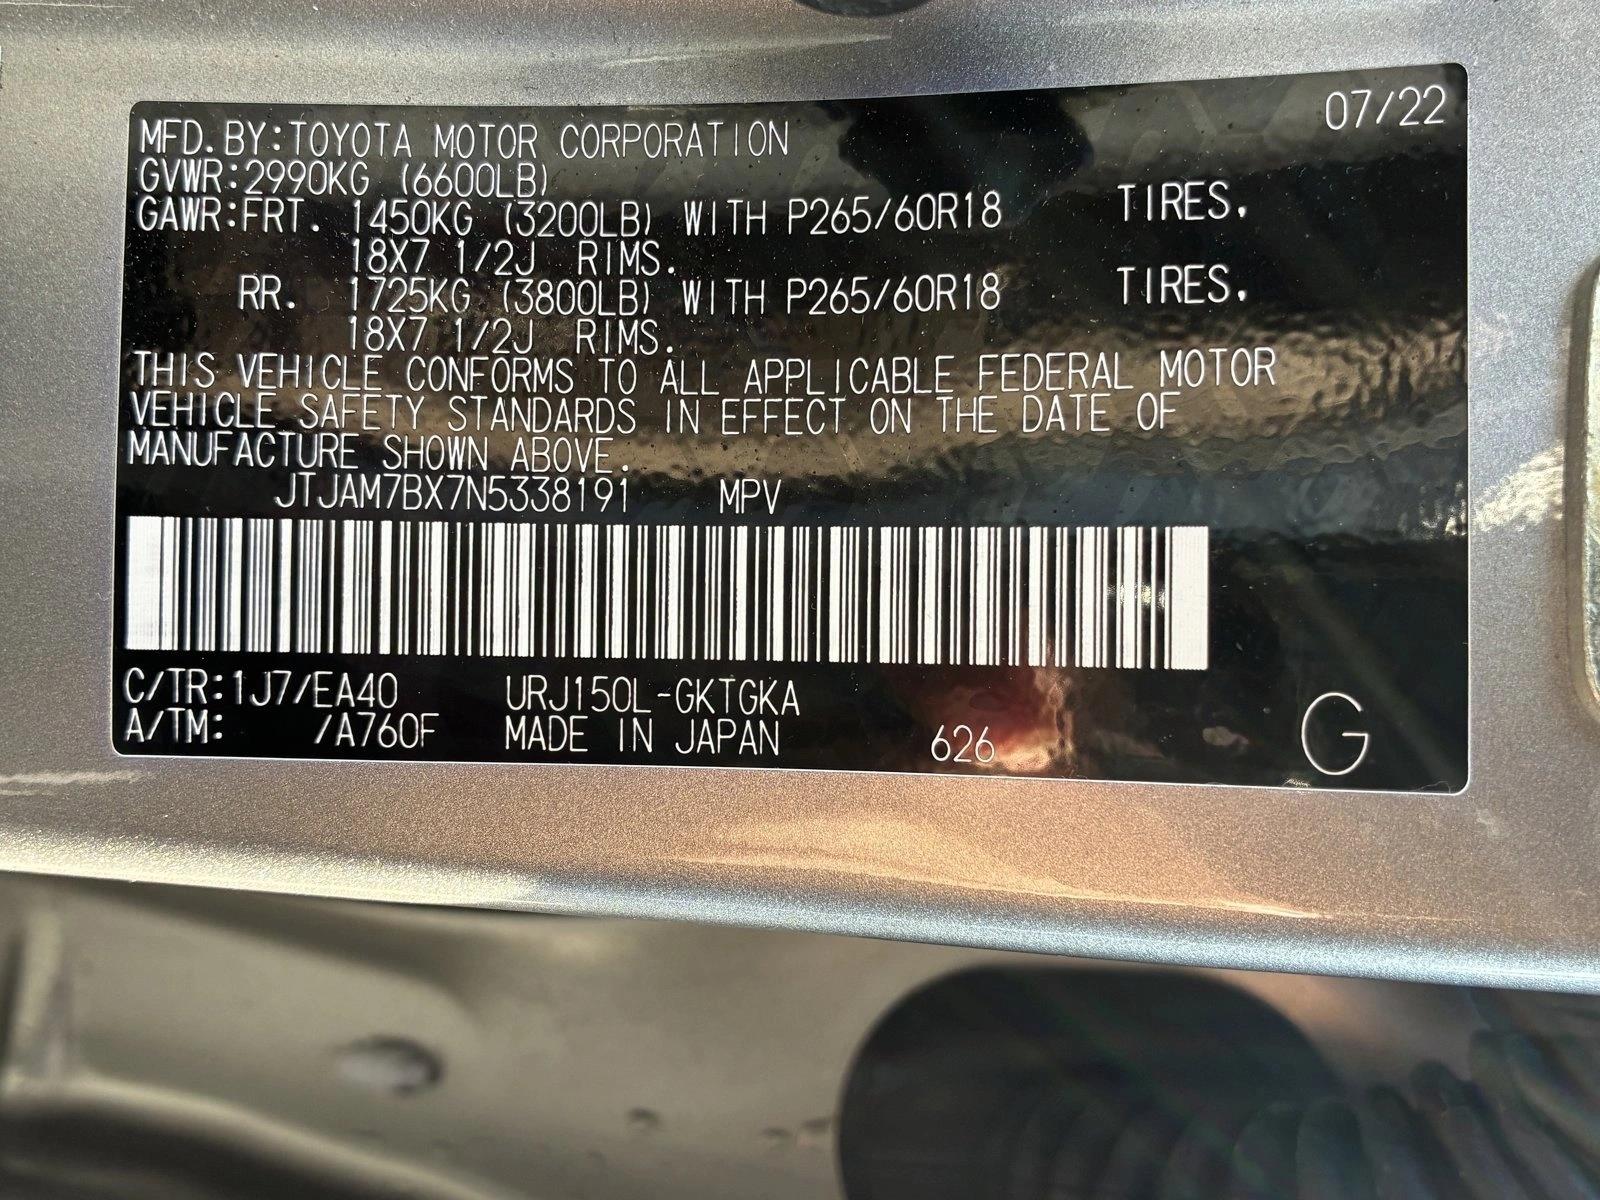 07/22
MFD.BY:TOYOTA MOTOR CORPORATION
GVWR:2990KG (6600LB)
GAWR:FRT. 1450KG (3200LB) WITH P265/60R18 TIRES,
18X7 1/2J RIMS.
RR. 1725KG (3800LB) WITH P265/60R18 TIRES,
18X7 1/2J RIMS.
THIS VEHICLE CONFORMS TO ALL APPLICABLE FEDERAL MOTOR
VEHICLE SAFETY STANDARDS IN EFFECT ON THE DATE OF
MANUFACTURE SHOWN ABOVE.
JTJAM7BX7N5338191 MPV
C/TR:1J7/EA40 URJ150L-GKTGKA
A/TM: /A760F MADE IN JAPAN 626 G